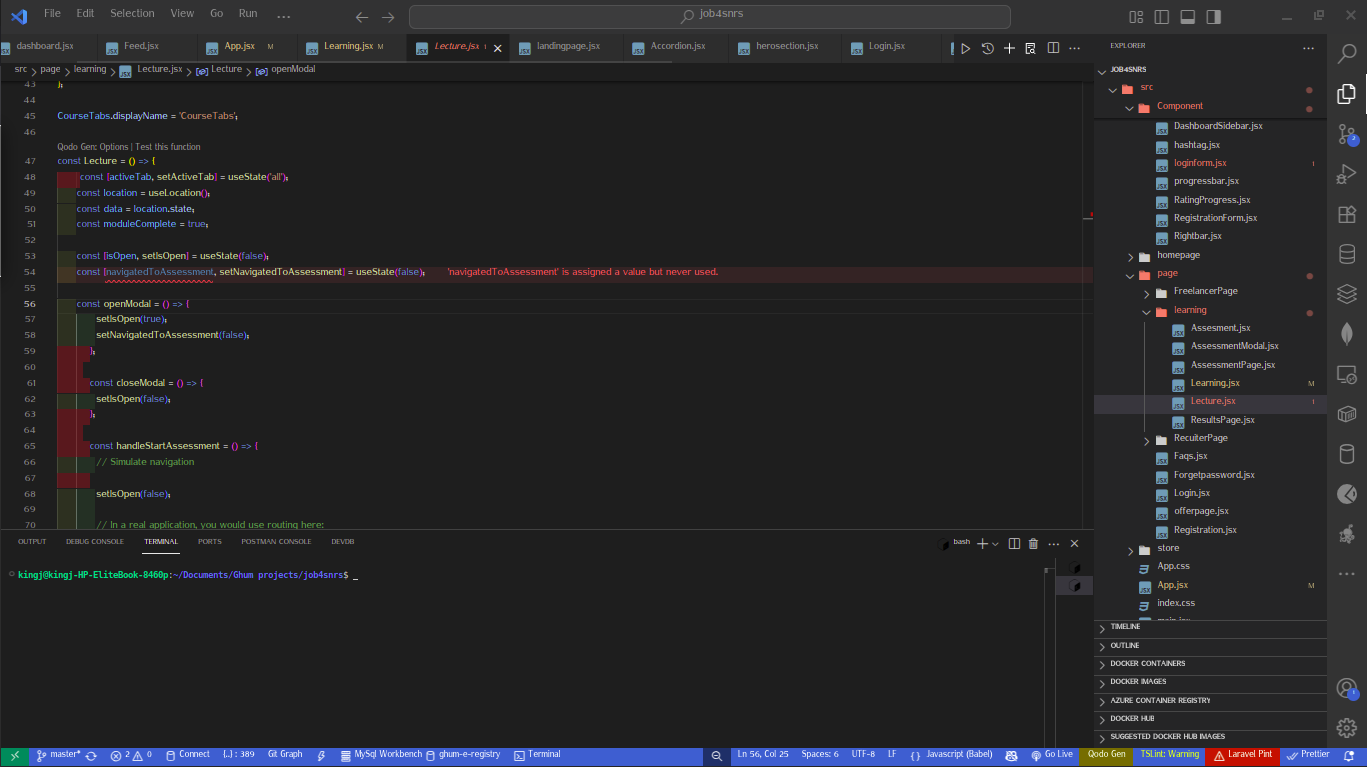 File Edit Selection View Go Run ...
job4snrs
dashboard.jsx Feed.jsx App.jsx M Learning.jsx M Lecture.jsx 1 landingpage.jsx Accordion.jsx herosection.jsx Login.jsx
src > page > learning > Lecture.jsx > Lecture > openModal
43 };
44
45 CourseTabs.displayName = 'CourseTabs';
46
Qodo Gen: Options | Test this function
47 const Lecture = () => {
48 const [activeTab, setActiveTab] = useState('all');
49 const location = useLocation();
50 const data = location.state;
51 const moduleComplete = true;
52
53 const [isOpen, setIsOpen] = useState(false);
54 const [navigatedToAssessment, setNavigatedToAssessment] = useState(false); 'navigatedToAssessment' is assigned a value but never used.
55
56 const openModal = () => {
57 setIsOpen(true);
58 setNavigatedToAssessment(false);
59 };
60
61 const closeModal = () => {
62 setIsOpen(false);
63 };
64
65 const handleStartAssessment = () => {
66 // Simulate navigation
67
68 setIsOpen(false);
69
70 // In a real application, you would use routing here:
OUTPUT DEBUG CONSOLE TERMINAL PORTS POSTMAN CONSOLE DEVDB
bash
kingj@kingj-HP-EliteBook-8460p:~/Documents/Ghum projects/job4snrs$ _
EXPLORER
JOB4SNRS
src
Component
DashboardSidebar.jsx
hashtag.jsx
loginform.jsx 1
progressbar.jsx
RatingProgress.jsx
RegistrationForm.jsx
Rightbar.jsx
homepage
page
FreelancerPage
learning
Assesment.jsx
AssessmentModal.jsx
AssessmentPage.jsx
Learning.jsx M
Lecture.jsx 1
ResultsPage.jsx
RecuiterPage
Faqs.jsx
Forgetpassword.jsx
Login.jsx
offerpage.jsx
Registration.jsx
store
App.css
App.jsx M
index.css
main.jsx
TIMELINE
OUTLINE
DOCKER CONTAINERS
DOCKER IMAGES
AZURE CONTAINER REGISTRY
DOCKER HUB
SUGGESTED DOCKER HUB IMAGES
master* 2 0 Connect {..} : 389 Git Graph MySql Workbench ghum-e-registry Terminal Ln 56, Col 25 Spaces: 6 UTF-8 LF {} Javascript (Babel) Go Live Qodo Gen TSLint: Warning Laravel Pint Prettier